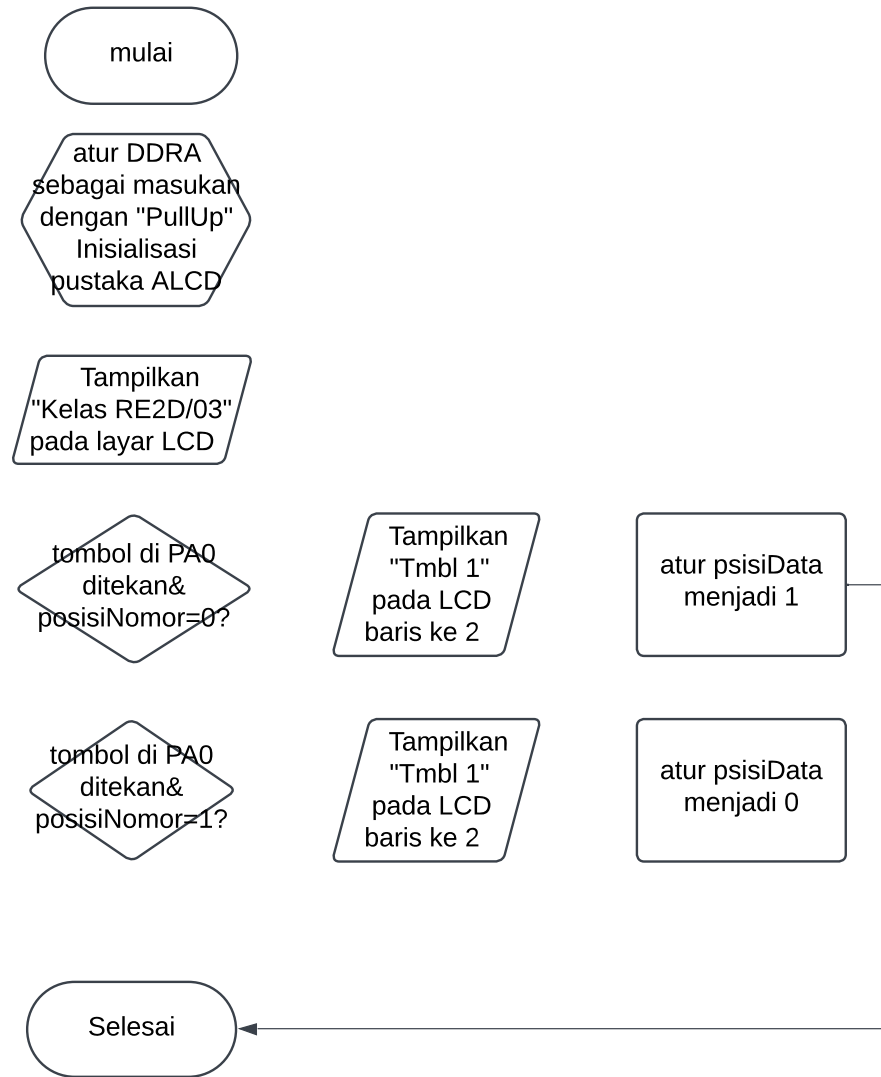 mulai
atur DDRA
sebagai masukan
dengan "PullUp"
Inisialisasi
pustaka ALCD
Tampilkan
"Kelas RE2D/03"
pada layar LCD
tombol di PA0
ditekan&
posisiNomor=0?
Tampilkan
"Tmbl 1"
pada LCD
baris ke 2
atur psisiData
menjadi 1
tombol di PA0
ditekan&
posisiNomor=1?
Tampilkan
"Tmbl 1"
pada LCD
baris ke 2
atur psisiData
menjadi 0
Selesai